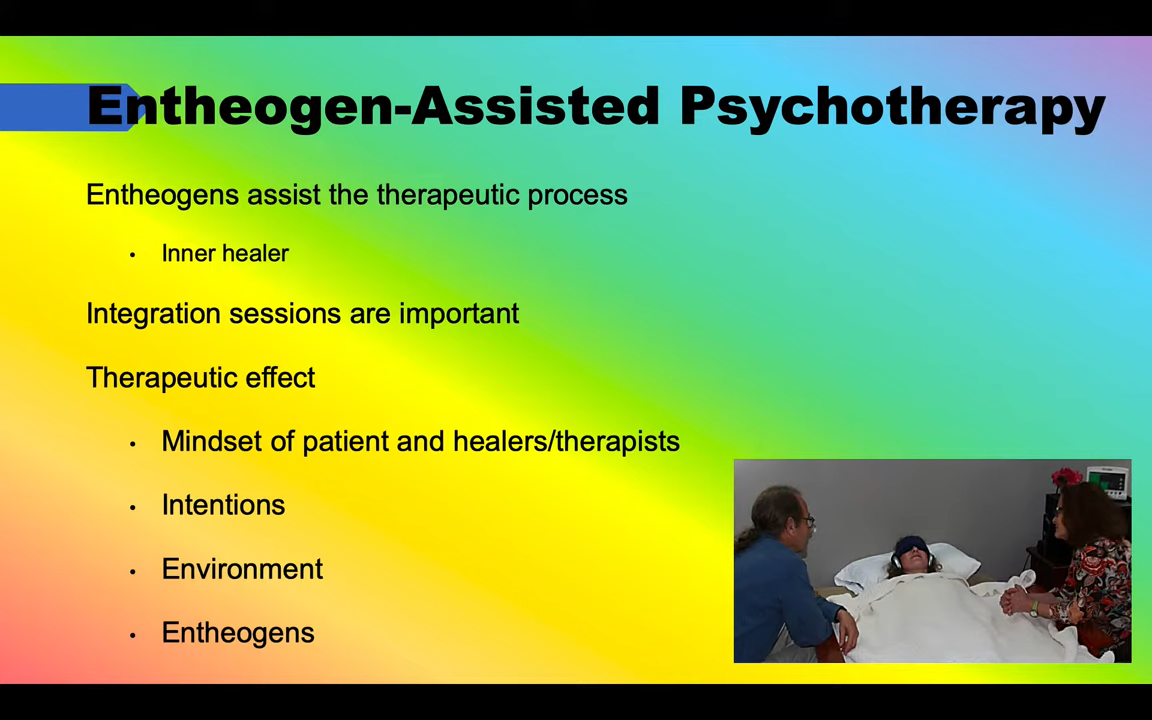 Entheogen-Assisted Psychotherapy
Entheogens assist the therapeutic process
• Inner healer
Integration sessions are important
Therapeutic effect
• Mindset of patient and healers/therapists
• Intentions
• Environment
• Entheogens